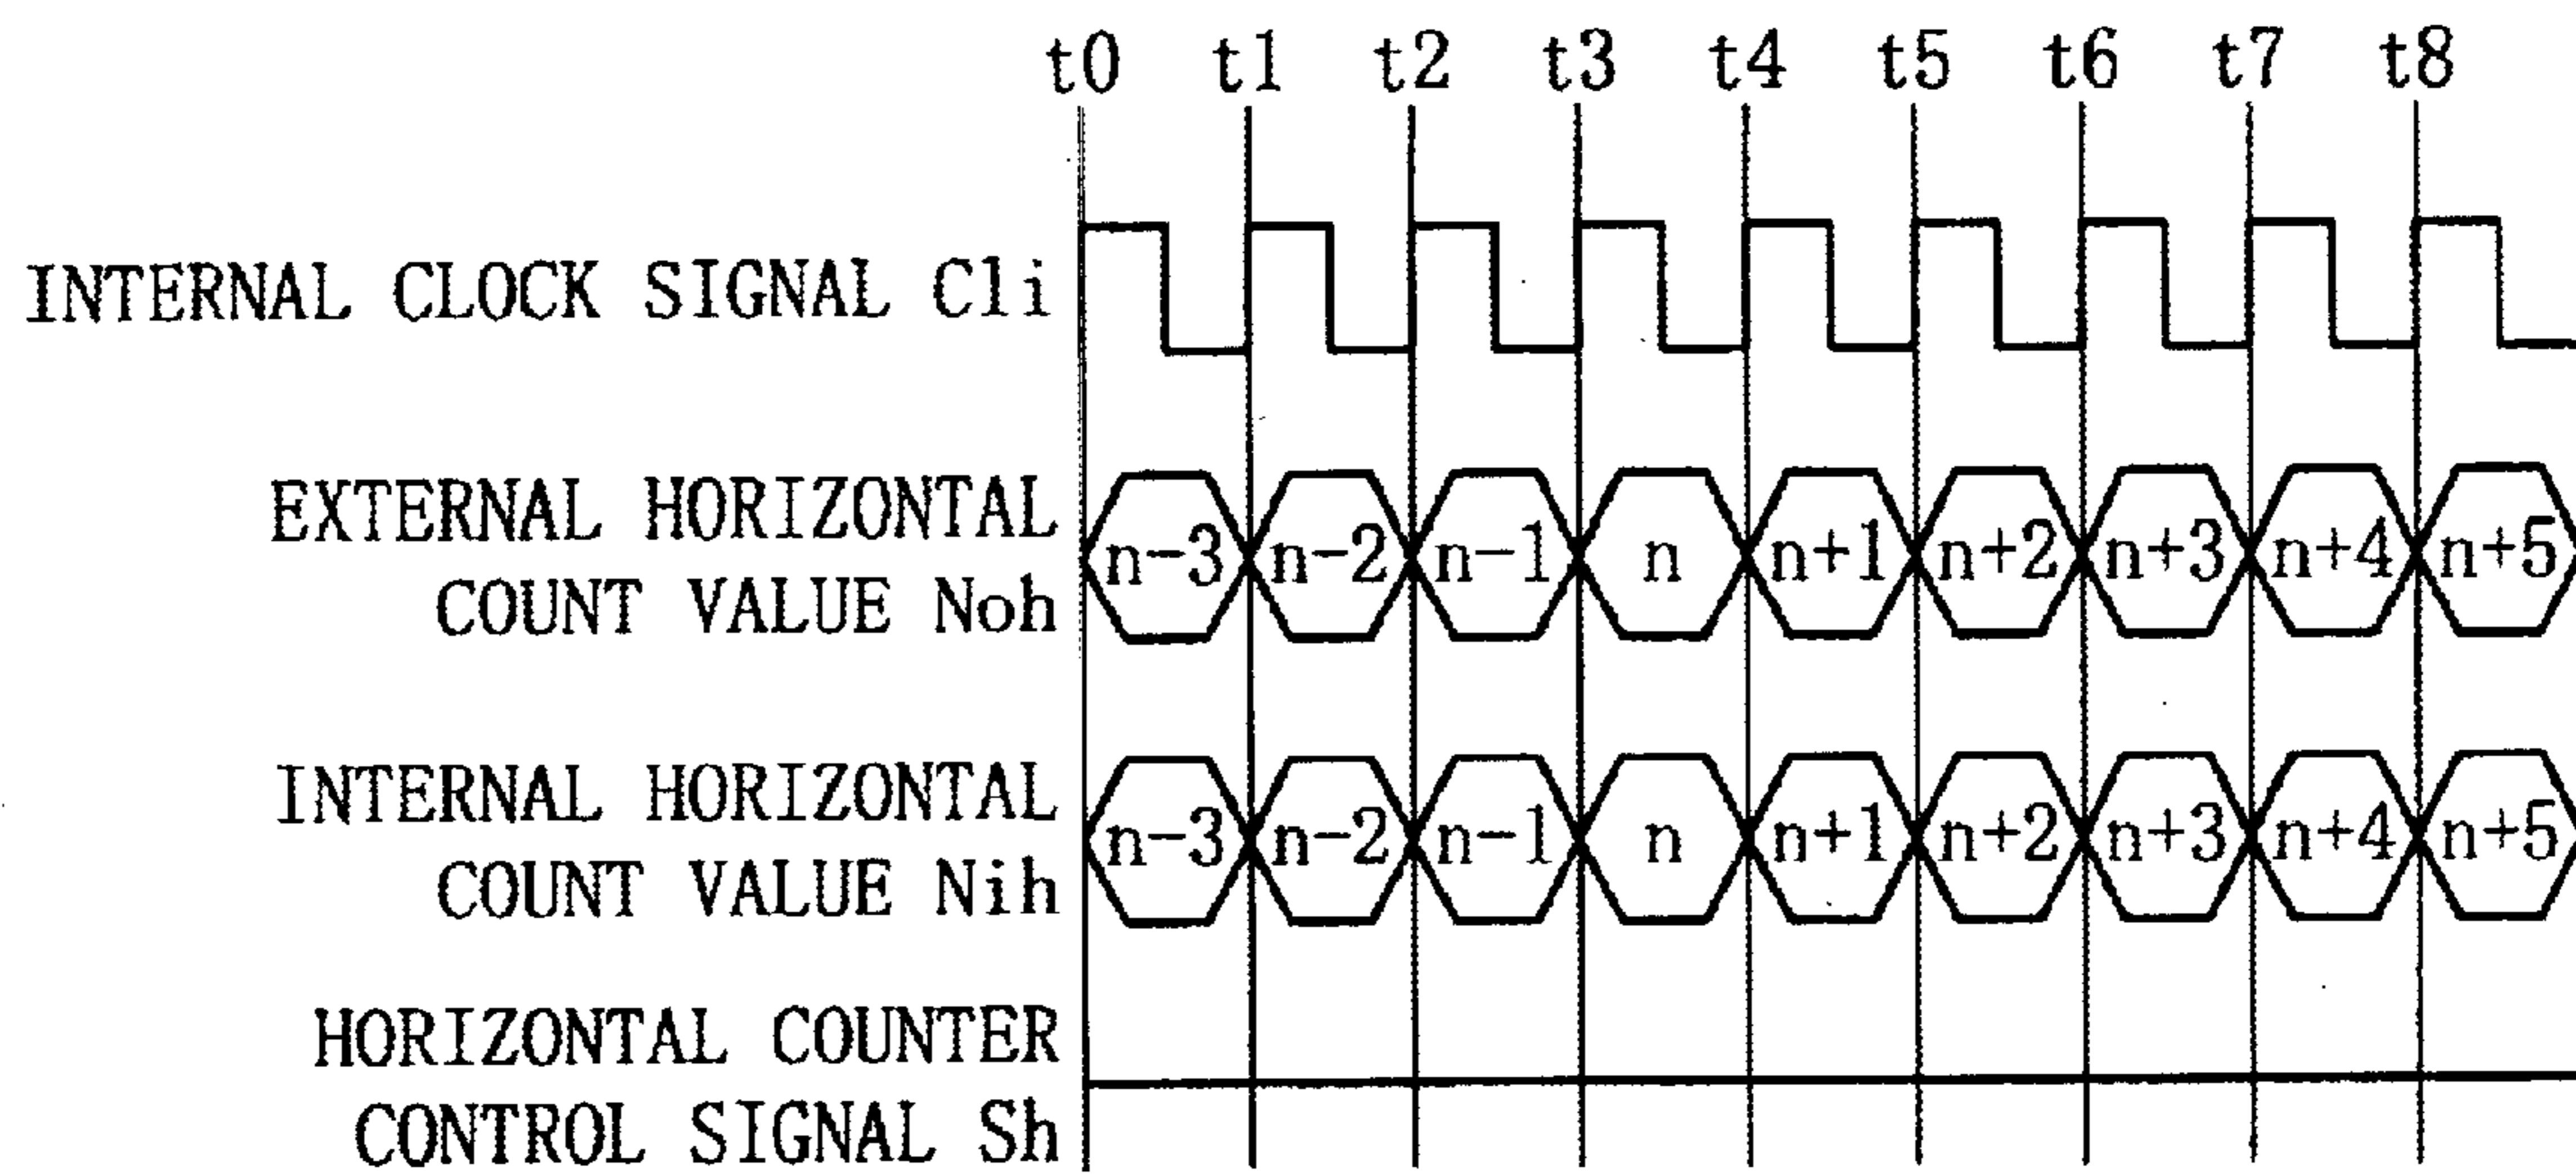 t0 t1 t2 t3 t4 t5 t6 t7 t8
INTERNAL CLOCK SIGNAL Cli
EXTERNAL HORIZONTAL
COUNT VALUE Noh
n-3 n-2 n-1 n n+1 n+2 n+3 n+4 n+5
INTERNAL HORIZONTAL
COUNT VALUE Nih
n-3 n-2 n-1 n n+1 n+2 n+3 n+4 n+5
HORIZONTAL COUNTER
CONTROL SIGNAL Sh